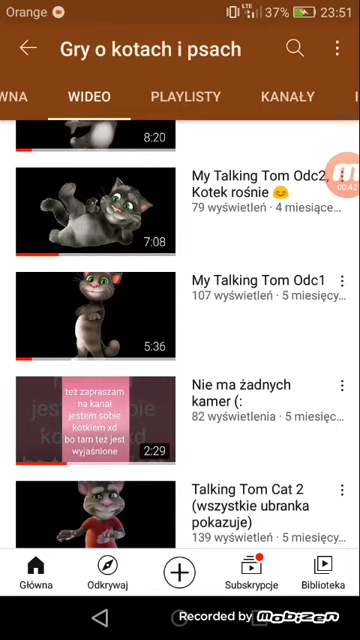 Orange
LTE
37%
23:51
Gry o kotach i psach
WNA
WIDEO
PLAYLISTY
KANAŁY
8:20
My Talking Tom Odc2,
Kotek rośnie 😊
79 wyświetleń · 4 miesiące...
00:42
7:08
My Talking Tom Odc1
107 wyświetleń · 5 miesięcy...
5:36
Nie ma żadnych
kamer (:
82 wyświetlenia · 5 miesięc...
też zapraszam
na kanał
jestem sobie
kotkiem xd
bo tam też jest
wyjaśnione
2:29
Talking Tom Cat 2
(wszystkie ubranka
pokazuje)
139 wyświetleń · 5 miesięcy...
Główna
Odkrywaj
Subskrypcje
Biblioteka
Recorded by Mobizen